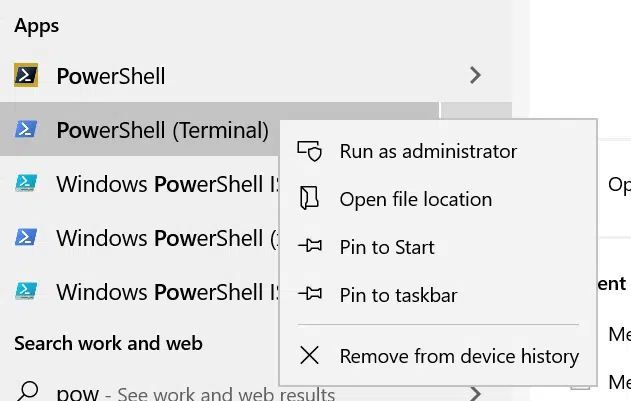 Apps
PowerShell
PowerShell (Terminal)
Run as administrator
Windows PowerShell IS
Open file location
Op
Windows PowerShell (
Pin to Start
Windows PowerShell IS
Pin to taskbar
ent
Search work and web
Me
Remove from device history
pow - See work and web results
Me